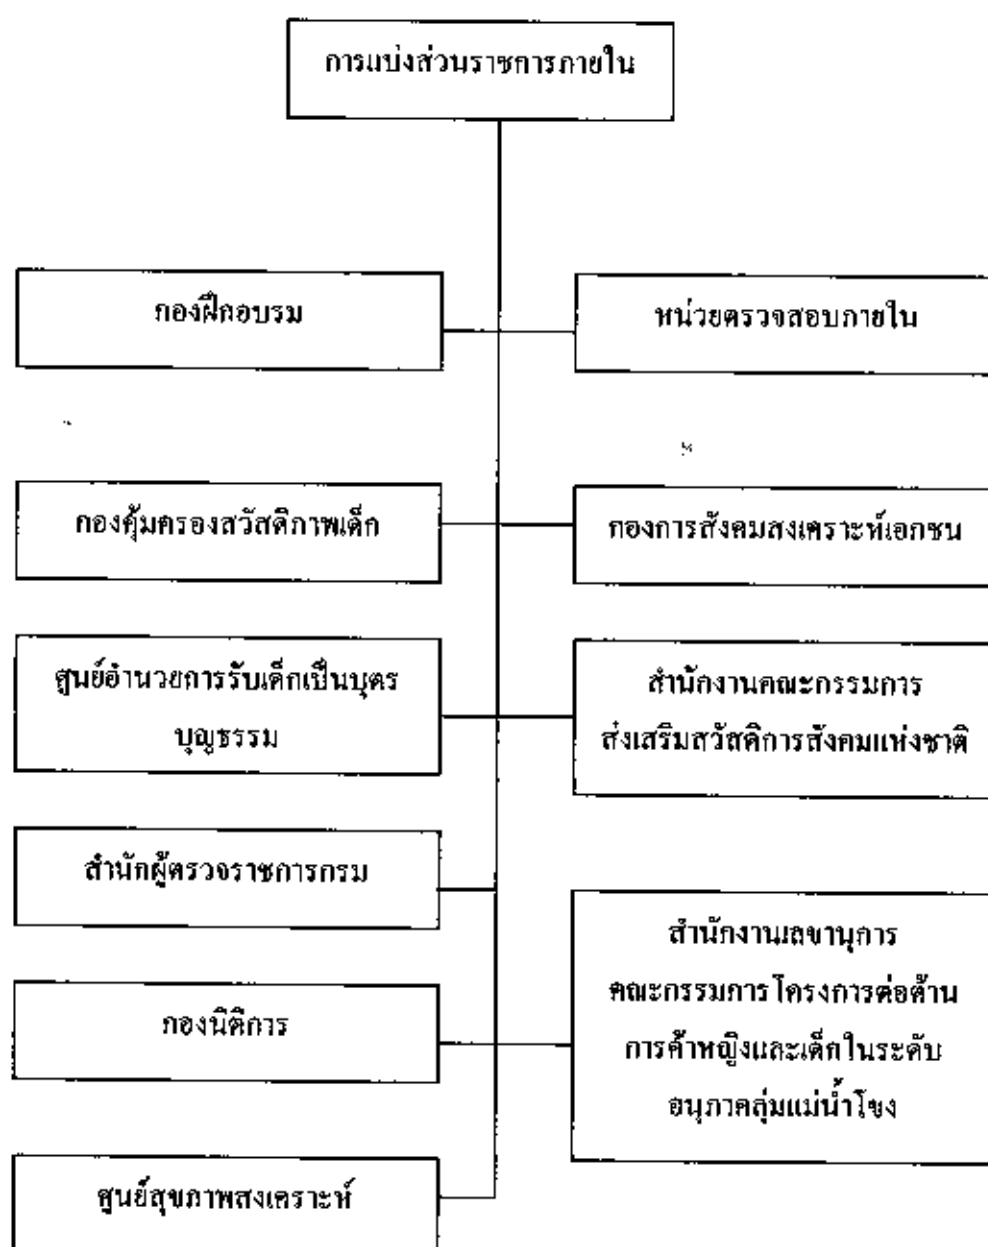 การแบ่งส่วนราชการภายใน
กองฝึกอบรม
หน่วยตรวจสอบภายใน
กองคุ้มครองสวัสดิภาพเด็ก
กองการสังคมสงเคราะห์เอกชน
ศูนย์อำนวยการรับเด็กเป็นบุตร
บุญธรรม
สำนักงานคณะกรรมการ
ส่งเสริมสวัสดิการสังคมแห่งชาติ
สำนักผู้ตรวจราชการกรม
สำนักงานเลขานุการ
คณะกรรมการโครงการต่อต้าน
การค้าหญิงและเด็กในระดับ
อนุภาคลุ่มแม่น้ำโขง
กองนิติการ
ศูนย์สุขภาพสงเคราะห์